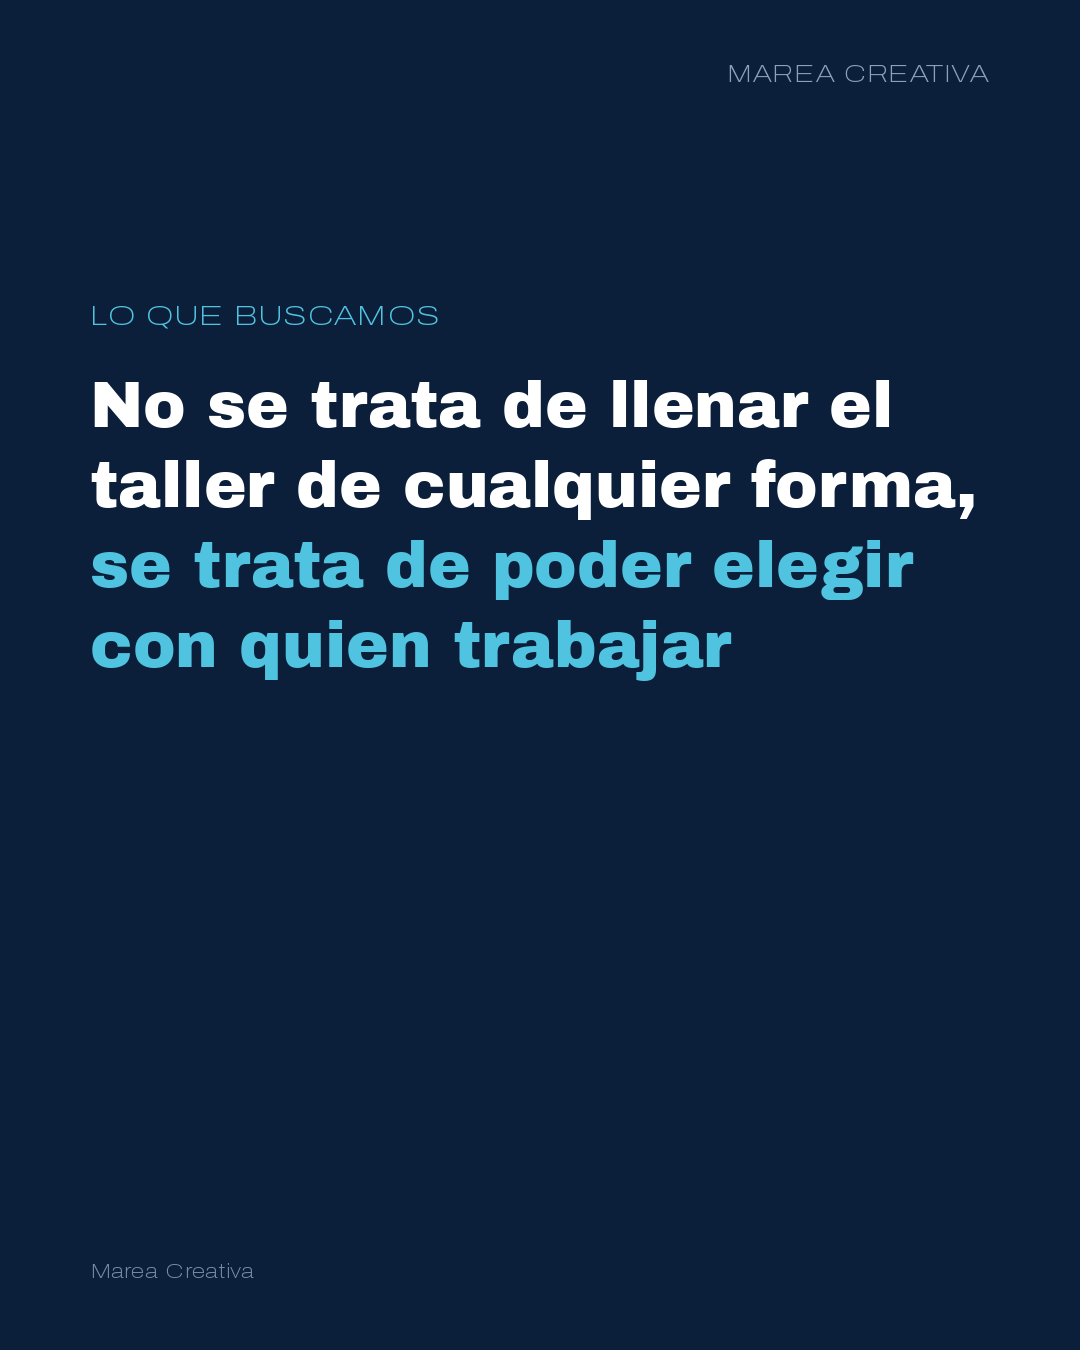 MAREA CREATIVA
LO QUE BUSCAMOS
No se trata de llenar el
taller de cualquier forma,
se trata de poder elegir
con quien trabajar
Marea Creativa